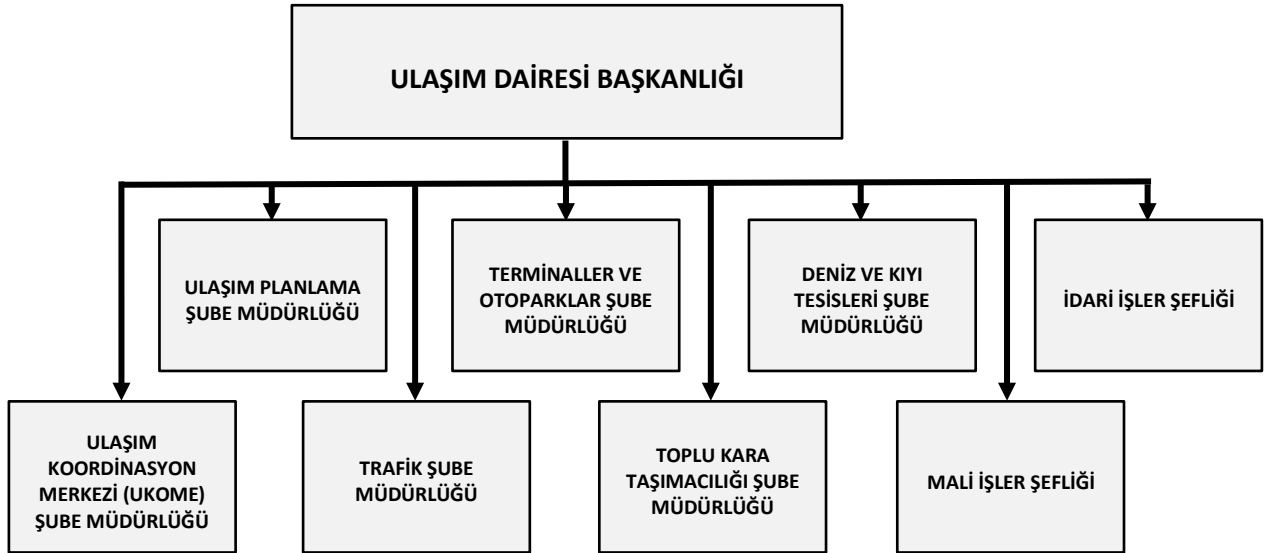 ULAŞIM DAİRESİ BAŞKANLIĞI
ULAŞIM PLANLAMA
ŞUBE MÜDÜRLÜĞÜ
TERMİNALLER VE
OTOPARKLAR ŞUBE
MÜDÜRLÜĞÜ
DENİZ VE KIYI
TESİSLERİ ŞUBE
MÜDÜRLÜĞÜ
İDARİ İŞLER ŞEFLİĞİ
ULAŞIM
KOORDİNASYON
MERKEZİ (UKOME)
ŞUBE MÜDÜRLÜĞÜ
TRAFİK ŞUBE
MÜDÜRLÜĞÜ
TOPLU KARA
TAŞIMACILIĞI ŞUBE
MÜDÜRLÜĞÜ
MALİ İŞLER ŞEFLİĞİ